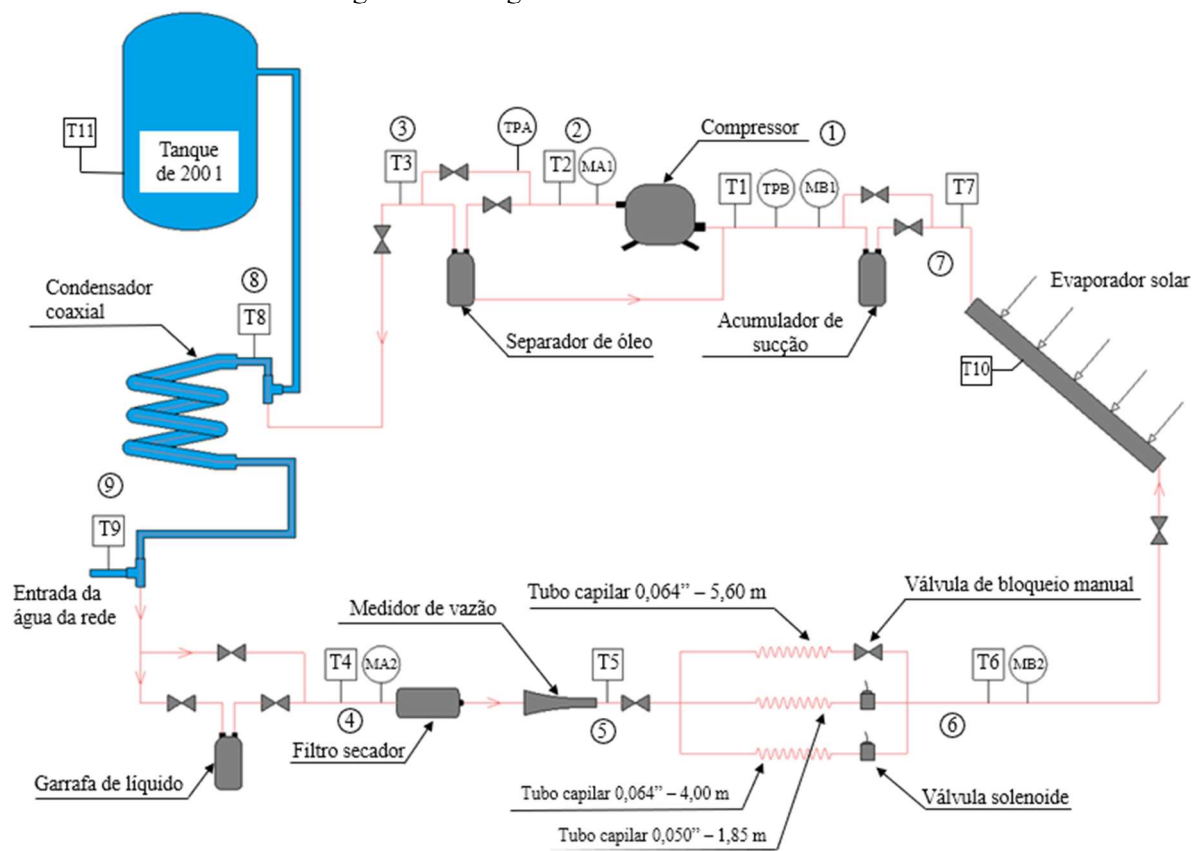 T11
Tanque
de 200 l
3
T3
TPA
2
T2
MA1
Compressor
1
T1
TPB
MB1
T7
7
Condensador
coaxial
8
T8
Separador de óleo
Acumulador de
sucção
Evaporador solar
T10
9
T9
Entrada da
água da rede
Medidor de vazão
Tubo capilar 0,064” – 5,60 m
Válvula de bloqueio manual
T4
MA2
4
Filtro secador
T5
5
T6
MB2
6
Garrafa de líquido
Tubo capilar 0,064” – 4,00 m
Válvula solenoide
Tubo capilar 0,050” – 1,85 m